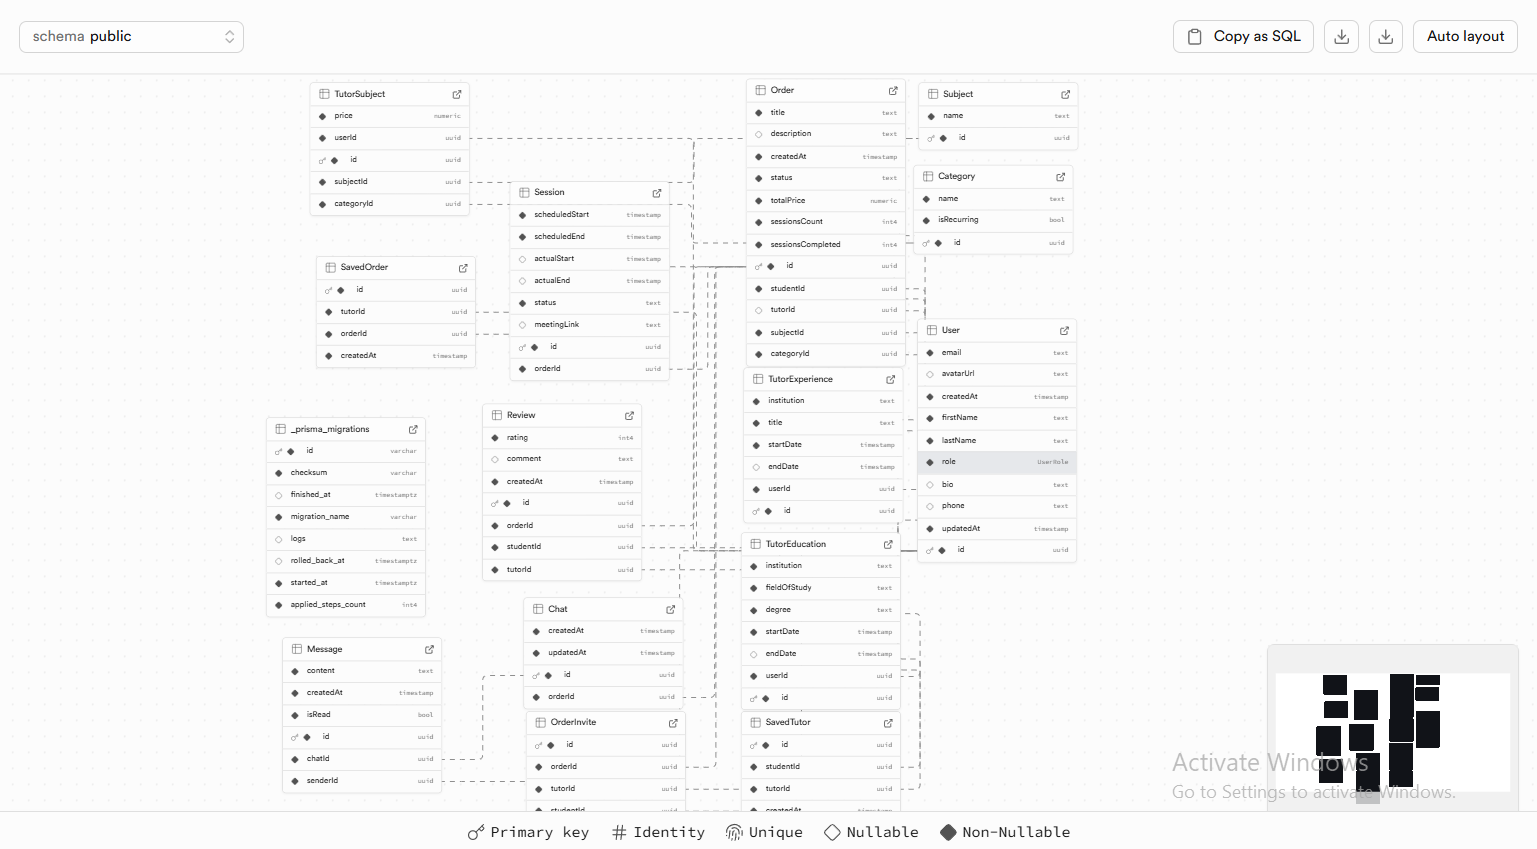 schema public
Copy as SQL
Auto layout
TutorSubject
price numeric
userId uuid
id uuid
subjectId uuid
categoryId uuid
Session
scheduledStart timestamp
scheduledEnd timestamp
actualStart timestamp
actualEnd timestamp
status text
meetingLink text
id uuid
orderId uuid
SavedOrder
id uuid
tutorId uuid
orderId uuid
createdAt timestamp
Order
title text
description text
createdAt timestamp
status text
totalPrice numeric
sessionsCount int4
sessionsCompleted int4
id uuid
studentId uuid
tutorId uuid
subjectId uuid
categoryId uuid
Subject
name text
id uuid
Category
name text
isRecurring bool
id uuid
User
email text
avatarUrl text
createdAt timestamp
firstName text
lastName text
role UserRole
bio text
phone text
updatedAt timestamp
id uuid
TutorExperience
institution text
title text
startDate timestamp
endDate timestamp
userId uuid
id uuid
_prisma_migrations
id varchar
checksum varchar
finished_at timestamptz
migration_name varchar
logs text
rolled_back_at timestamptz
started_at timestamptz
applied_steps_count int4
Review
rating int4
comment text
createdAt timestamp
id uuid
orderId uuid
studentId uuid
tutorId uuid
TutorEducation
institution text
fieldOfStudy text
degree text
startDate timestamp
endDate timestamp
userId uuid
id uuid
Chat
createdAt timestamp
updatedAt timestamp
id uuid
orderId uuid
Message
content text
createdAt timestamp
isRead bool
id uuid
chatId uuid
senderId uuid
OrderInvite
id uuid
orderId uuid
tutorId uuid
studentId uuid
SavedTutor
id uuid
studentId uuid
tutorId uuid
createdAt timestamp
Activate Windows
Go to Settings to activate Windows.
Primary key
Identity
Unique
Nullable
Non-Nullable